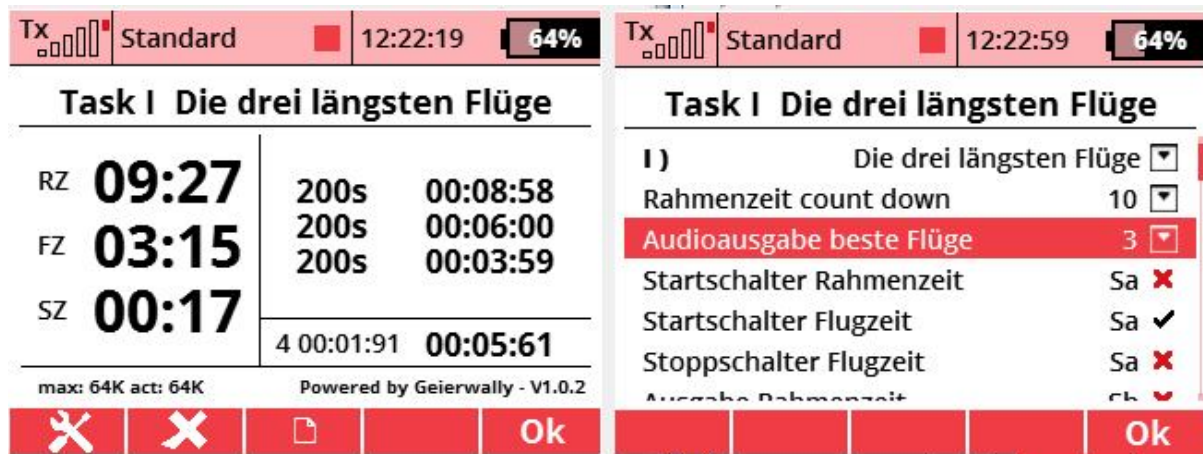 Tx Standard 12:22:19 64%
Task I Die drei längsten Flüge
RZ 09:27
FZ 03:15
SZ 00:17
200s 00:08:58
200s 00:06:00
200s 00:03:59
4 00:01:91 00:05:61
max: 64K act: 64K Powered by Geierwally - V1.0.2
Ok
Tx Standard 12:22:59 64%
Task I Die drei längsten Flüge
I ) Die drei längsten Flüge
Rahmenzeit count down 10
Audioausgabe beste Flüge 3
Startschalter Rahmenzeit Sa
Startschalter Flugzeit Sa
Stoppschalter Flugzeit Sa
Ausgabe Rahmenzeit Sb
Ok